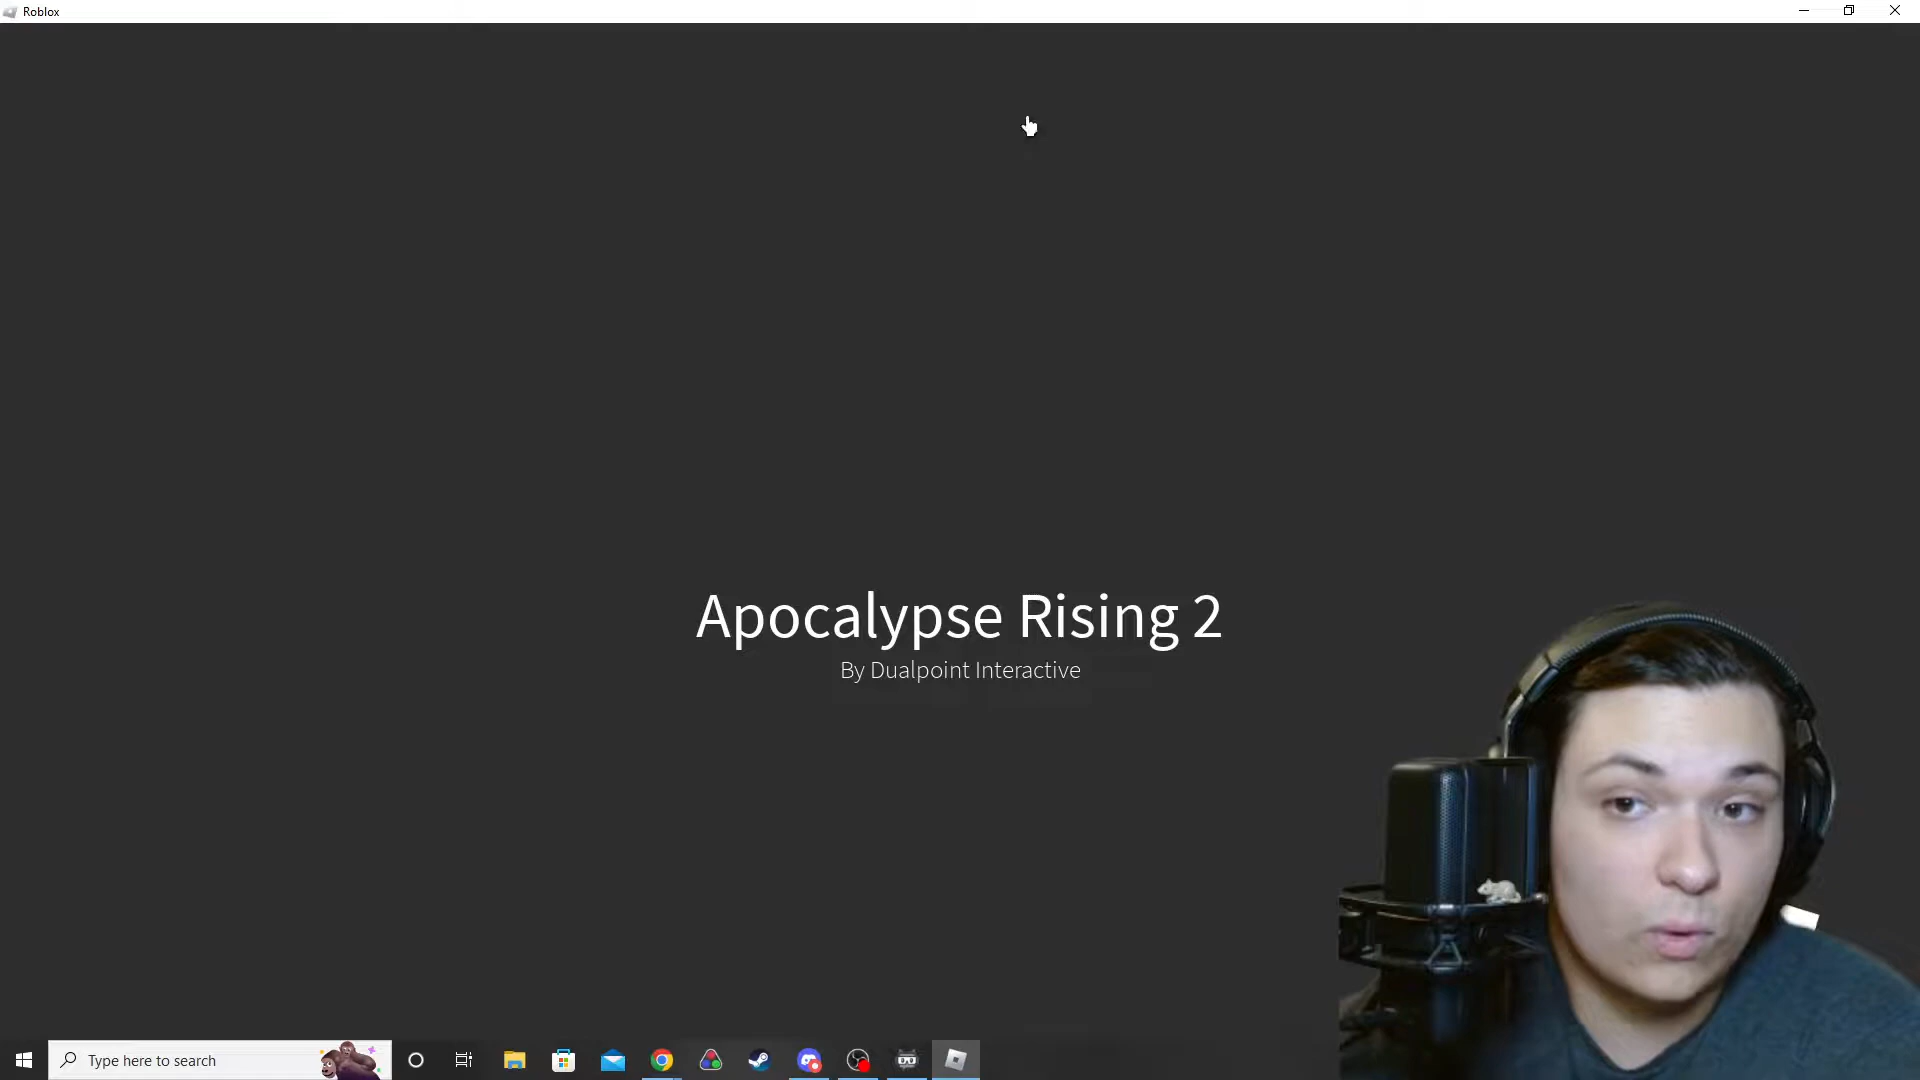 Roblox
Apocalypse Rising 2
By Dualpoint Interactive
Type here to search